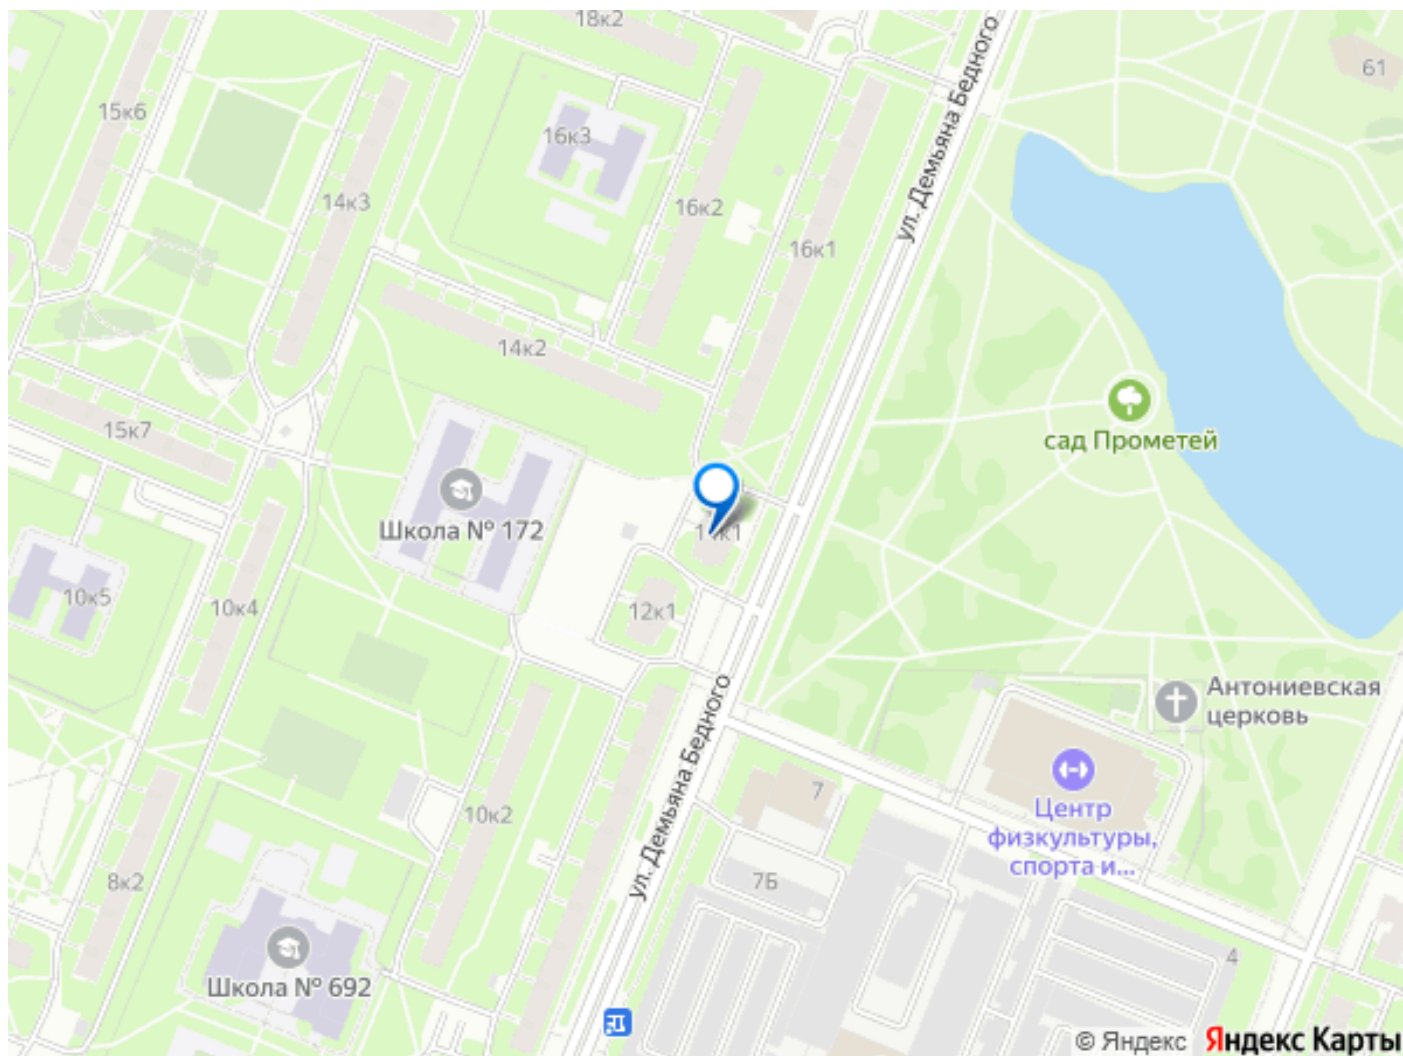 18к2
61
15к6
16к3
ул. Демьяна Бедного
14к3
16к2
16к1
14к2
сад Прометей
15к7
Школа № 172
10к5
10к4
12к1
Антониевская
церковь
ул. Демьяна Бедного
7
Центр
физкультуры,
спорта и...
10к2
7Б
8к2
4
Школа № 692
© Яндекс Яндекс Карты